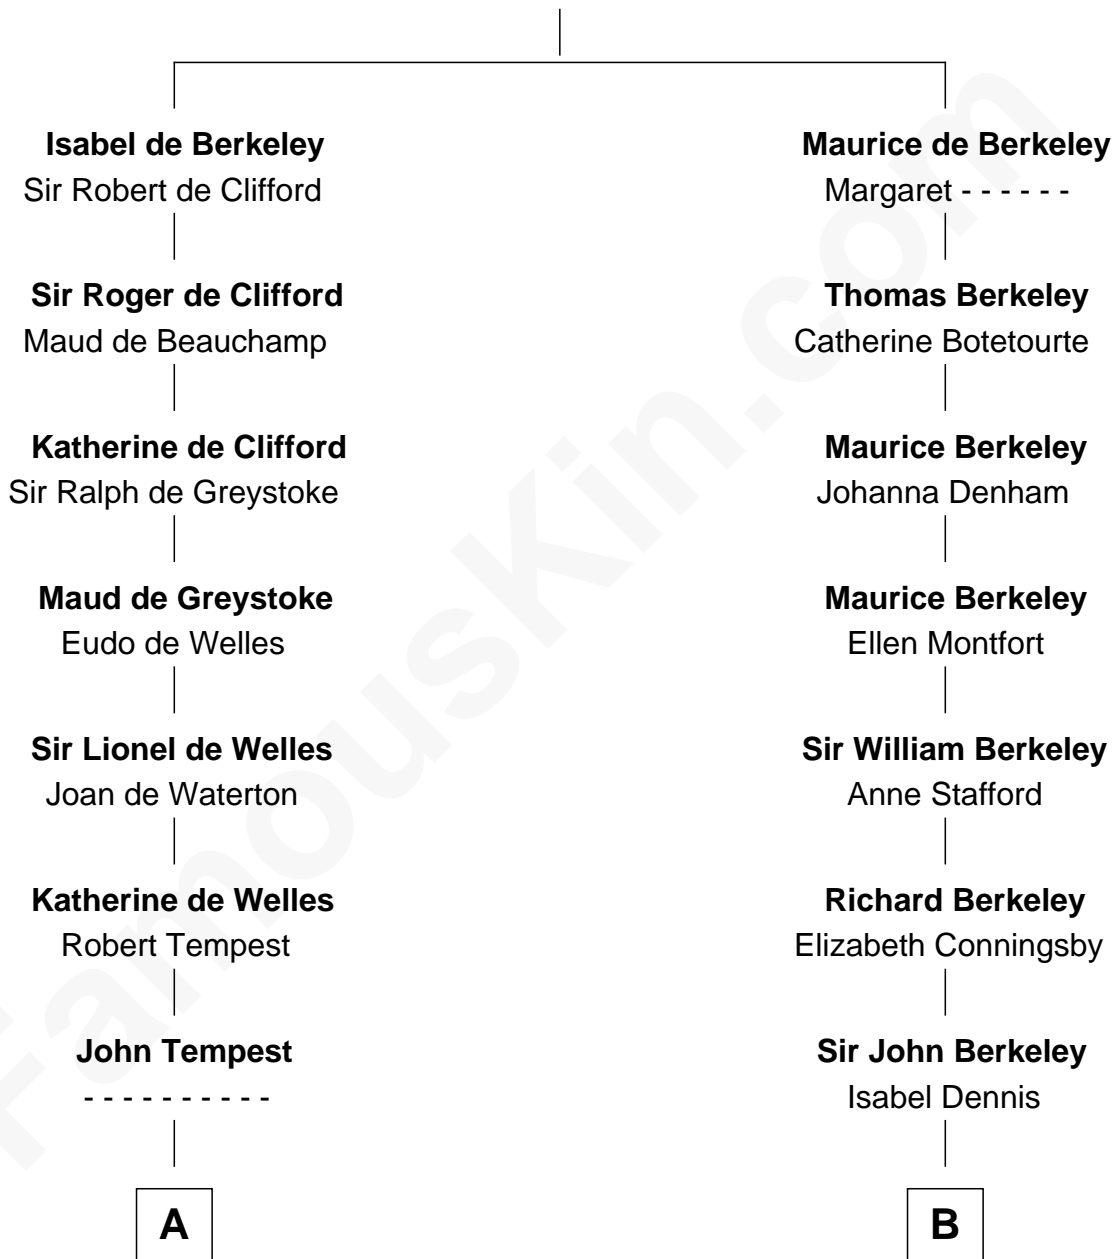 Isabel de Berkeley
Sir Robert de Clifford
Sir Roger de Clifford
Maud de Beauchamp
Katherine de Clifford
Sir Ralph de Greystoke
Maud de Greystoke
Eudo de Welles
Sir Lionel de Welles
Joan de Waterton
Katherine de Welles
Robert Tempest
John Tempest
- - - - - - - - - -
A
Maurice de Berkeley
Margaret - - - - - -
Thomas Berkeley
Catherine Botetourte
Maurice Berkeley
Johanna Denham
Maurice Berkeley
Ellen Montfort
Sir William Berkeley
Anne Stafford
Richard Berkeley
Elizabeth Conningsby
Sir John Berkeley
Isabel Dennis
B
FamousKin.com